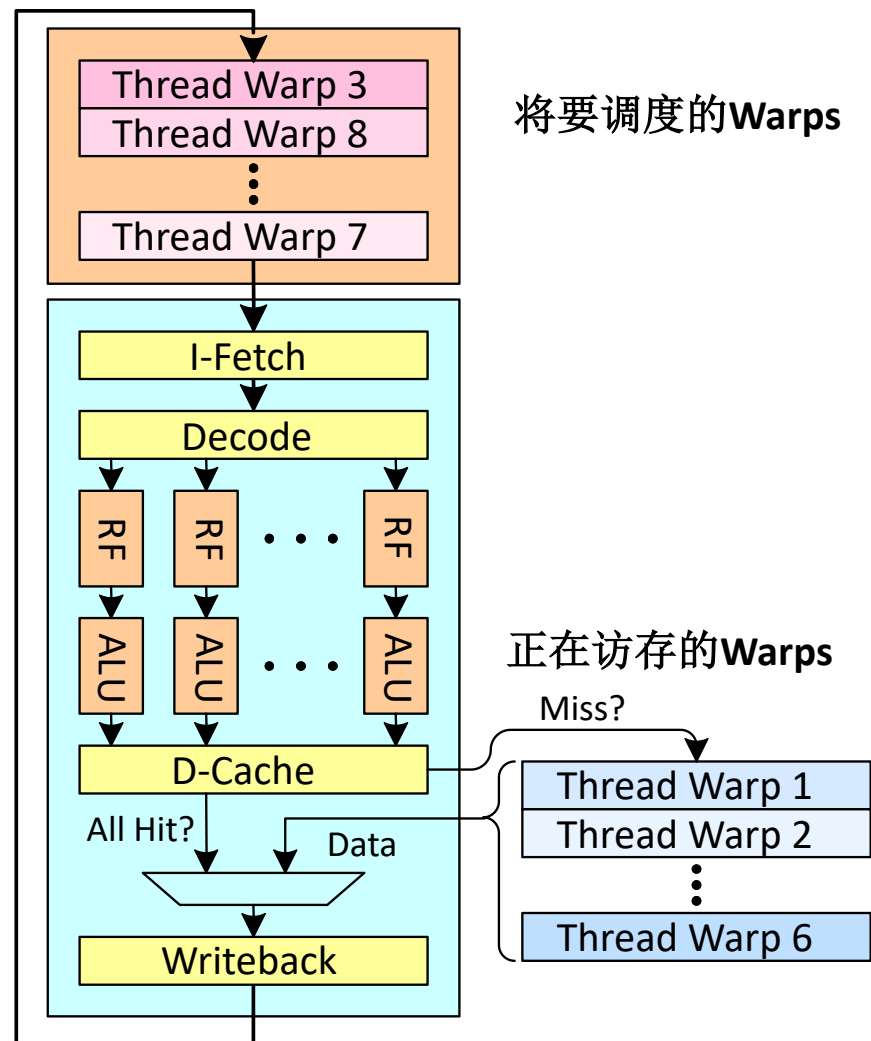 Thread Warp 3
将要调度的Warps
Thread Warp 8
Thread Warp 7
I-Fetch
Decode
RF RF RF
ALU ALU ALU
正在访存的Warps
Miss?
D-Cache
Thread Warp 1
All Hit?
Data
Thread Warp 2
Writeback
Thread Warp 6